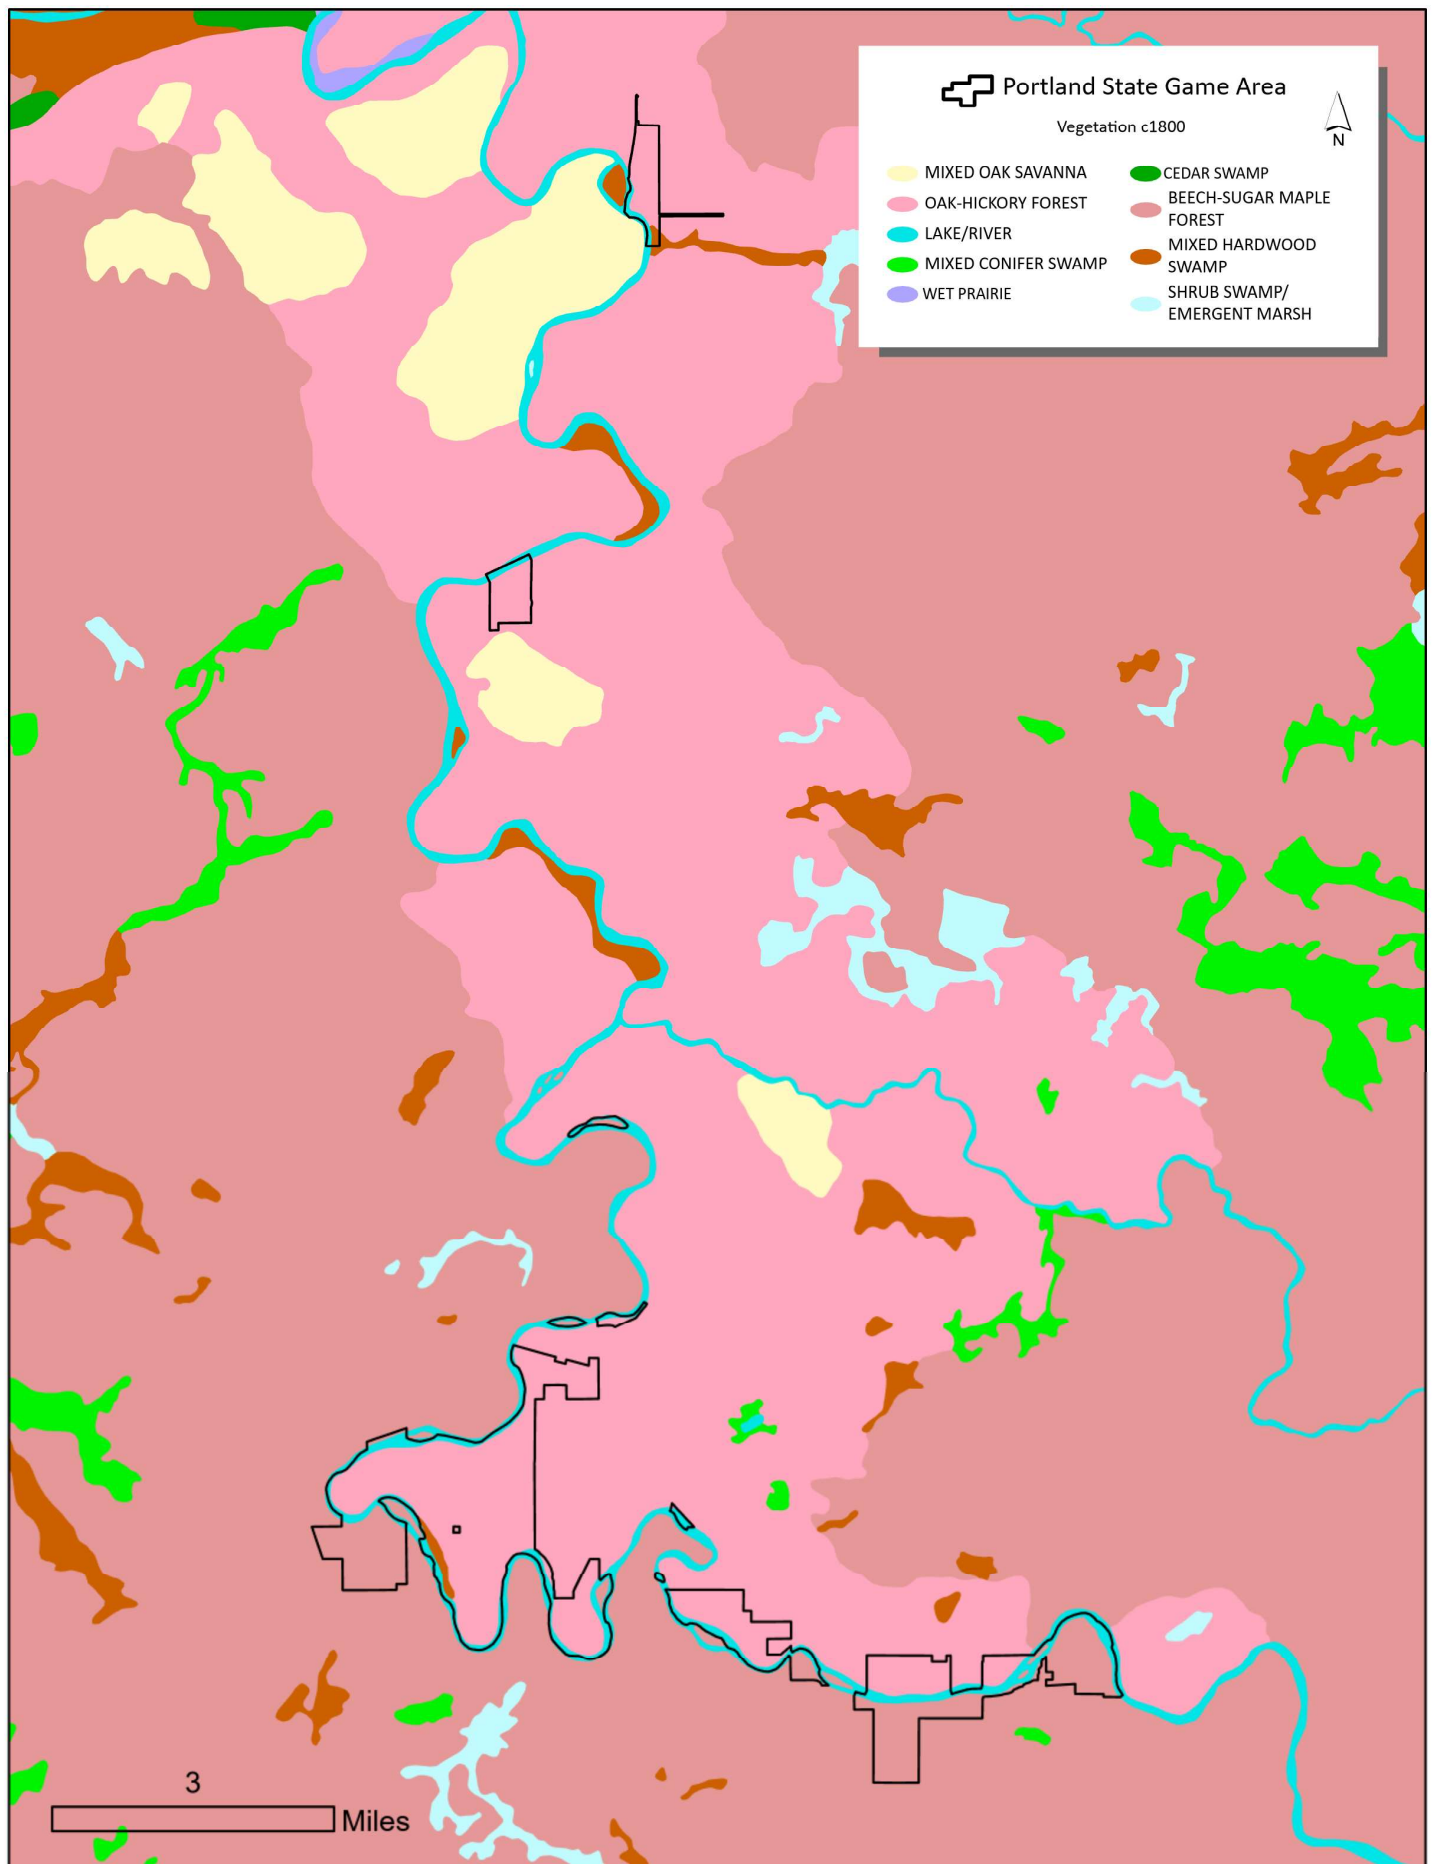 Portland State Game Area
Vegetation c1800
N
MIXED OAK SAVANNA
OAK-HICKORY FOREST
LAKE/RIVER
MIXED CONIFER SWAMP
WET PRAIRIE
CEDAR SWAMP
BEECH-SUGAR MAPLE
FOREST
MIXED HARDWOOD
SWAMP
SHRUB SWAMP/
EMERGENT MARSH
3
Miles